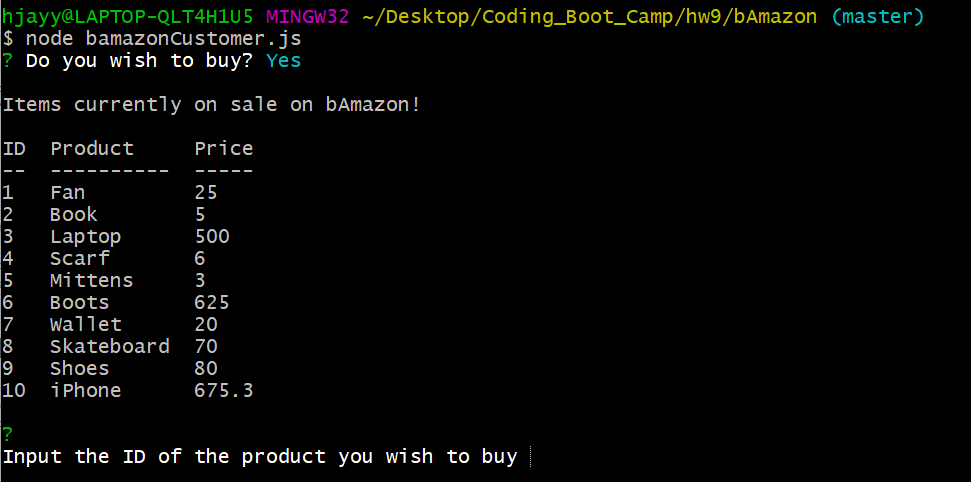 hjayy@LAPTOP-QLT4H1U5 MINGW32 ~/Desktop/Coding_Boot_Camp/hw9/bAmazon (master)
$ node bamazonCustomer.js
? Do you wish to buy? Yes
Items currently on sale on bAmazon!
ID  Product     Price
--  ----------  -----
1   Fan         25
2   Book        5
3   Laptop      500
4   Scarf       6
5   Mittens     3
6   Boots       625
7   Wallet      20
8   Skateboard  70
9   Shoes       80
10  iPhone      675.3
?
Input the ID of the product you wish to buy